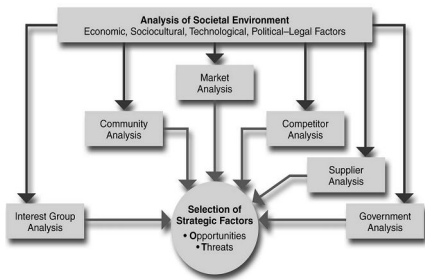 Analysis of Societal Environment
Economic, Sociocultural, Technological, Political–Legal Factors
Market
Analysis
Community
Analysis
Competitor
Analysis
Supplier
Analysis
Selection of
Strategic Factors
• Opportunities
• Threats
Interest Group
Analysis
Government
Analysis